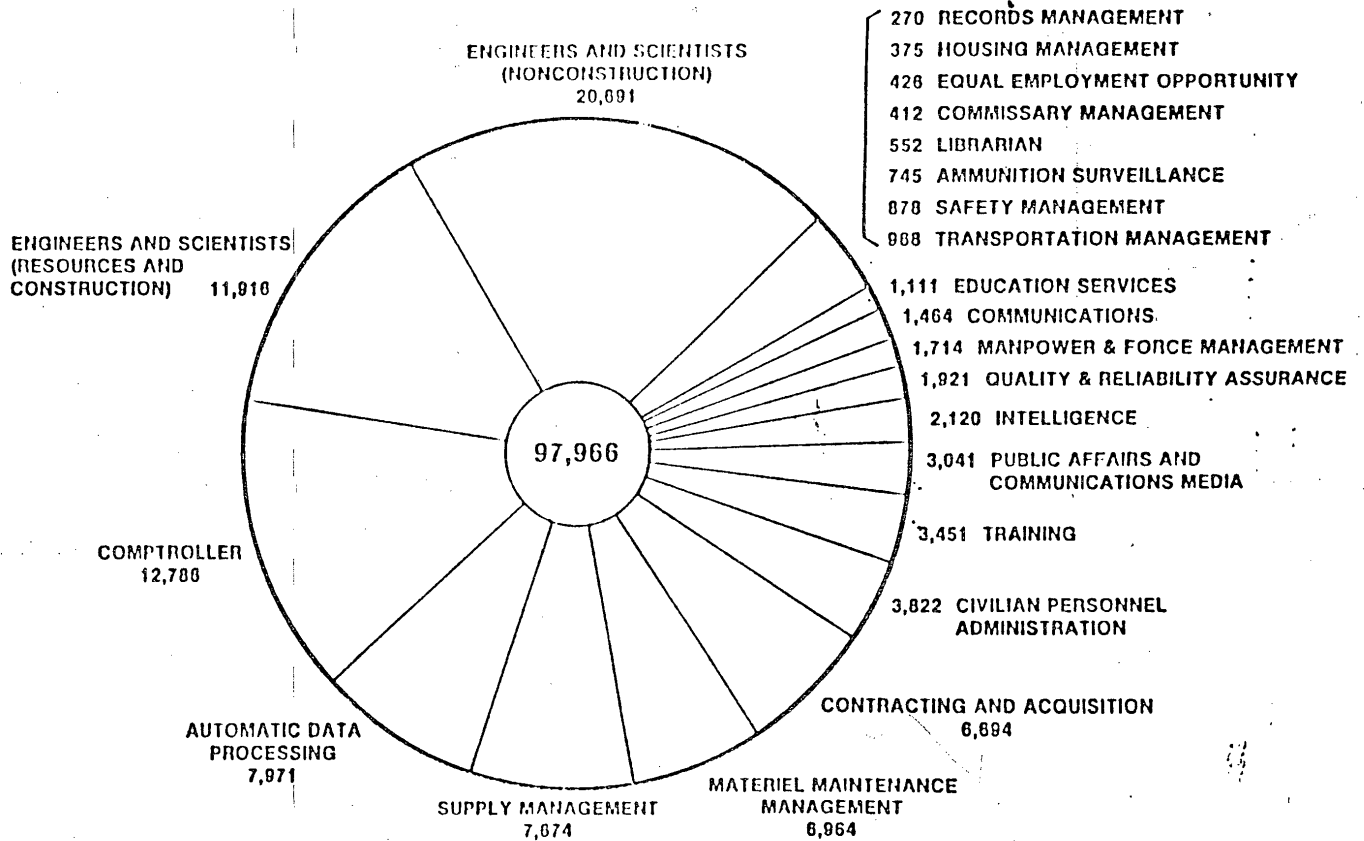 ENGINEERS AND SCIENTISTS
(NONCONSTRUCTION)
20,691
270 RECORDS MANAGEMENT
375 HOUSING MANAGEMENT
426 EQUAL EMPLOYMENT OPPORTUNITY
412 COMMISSARY MANAGEMENT
552 LIBRARIAN
745 AMMUNITION SURVEILLANCE
878 SAFETY MANAGEMENT
968 TRANSPORTATION MANAGEMENT
1,111 EDUCATION SERVICES
1,464 COMMUNICATIONS
1,714 MANPOWER & FORCE MANAGEMENT
1,921 QUALITY & RELIABILITY ASSURANCE
2,120 INTELLIGENCE
3,041 PUBLIC AFFAIRS AND
COMMUNICATIONS MEDIA
3,451 TRAINING
3,822 CIVILIAN PERSONNEL
ADMINISTRATION
CONTRACTING AND ACQUISITION
6,694
MATERIEL MAINTENANCE
MANAGEMENT
6,964
SUPPLY MANAGEMENT
7,674
AUTOMATIC DATA
PROCESSING
7,971
COMPTROLLER
12,786
ENGINEERS AND SCIENTISTS
(RESOURCES AND
CONSTRUCTION) 11,916
97,966